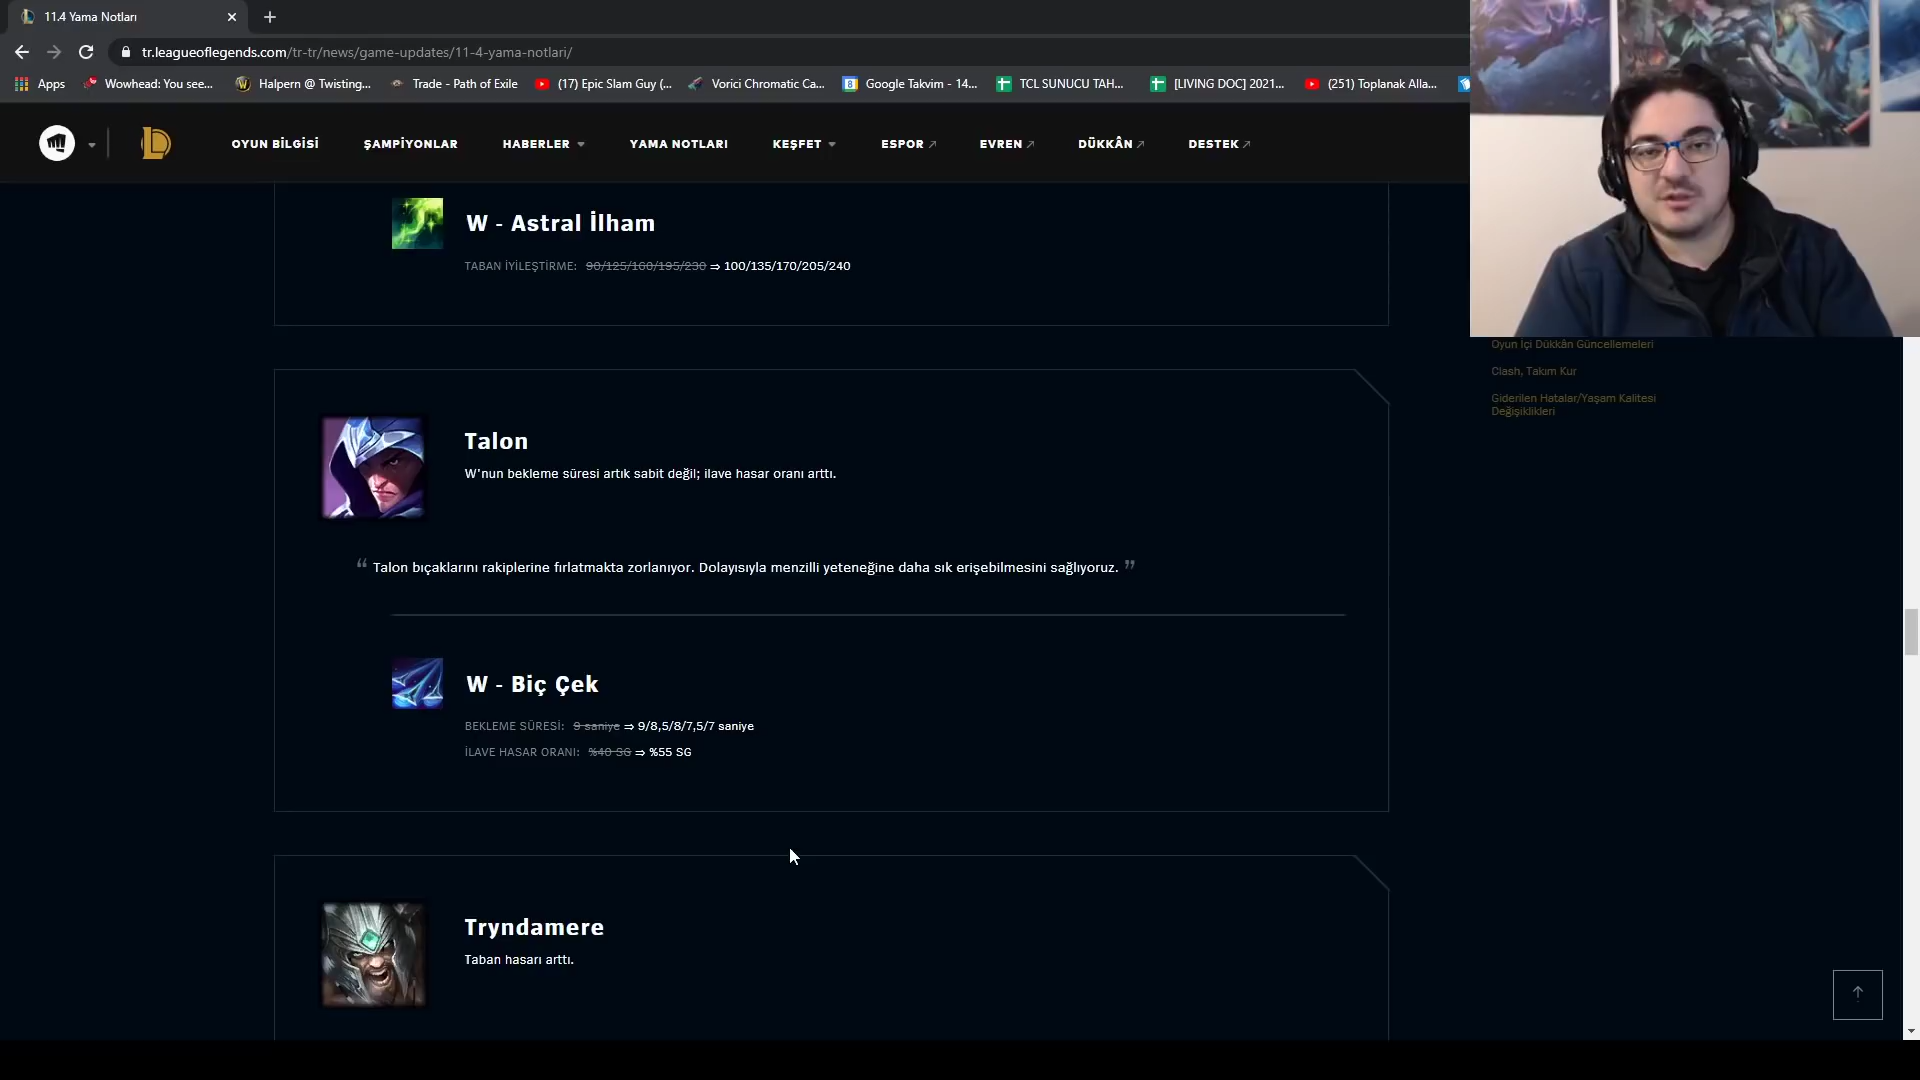 11.4 Yama Notları
tr.leagueoflegends.com/tr-tr/news/game-updates/11-4-yama-notlari/
Apps
Wowhead: You see...
Halpern @ Twisting...
Trade - Path of Exile
(17) Epic Slam Guy (...
Vorici Chromatic Ca...
Google Takvim - 14...
TCL SUNUCU TAH...
[LIVING DOC] 2021...
(251) Toplanak Alla...
OYUN BİLGİSİ
ŞAMPİYONLAR
HABERLER
YAMA NOTLARI
KEŞFET
ESPOR
EVREN
DÜKKÂN
DESTEK
W - Astral İlham
TABAN İYİLEŞTİRME: 90/125/160/195/230 ⇒ 100/135/170/205/240
Oyun İçi Dükkân Güncellemeleri
Clash, Takım Kur
Giderilen Hatalar/Yaşam Kalitesi
Değişiklikleri
Talon
W'nun bekleme süresi artık sabit değil; ilave hasar oranı arttı.
“ Talon bıçaklarını rakiplerine fırlatmakta zorlanıyor. Dolayısıyla menzilli yeteneğine daha sık erişebilmesini sağlıyoruz. ”
W - Biç Çek
BEKLEME SÜRESİ: 9 saniye ⇒ 9/8,5/8/7,5/7 saniye
İLAVE HASAR ORANI: %40 SG ⇒ %55 SG
Tryndamere
Taban hasarı arttı.